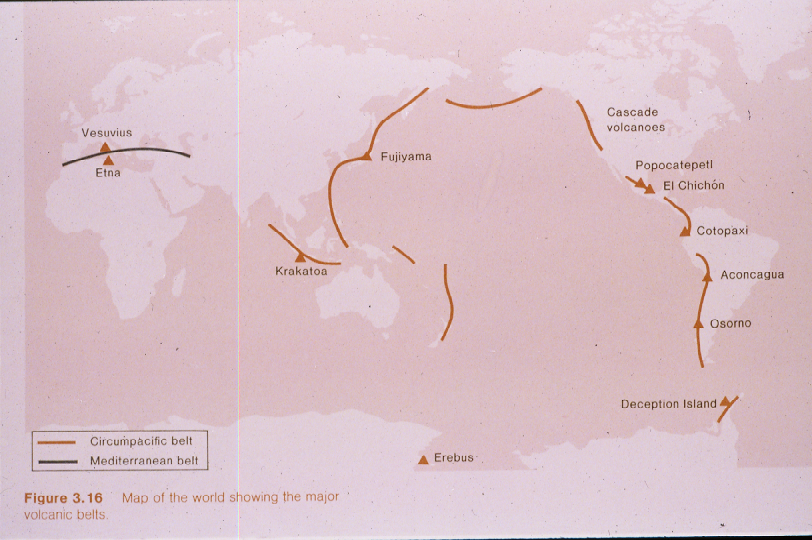 Vesuvius
Etna
Fujiyama
Krakatoa
Cascade
volcanoes
Popocatepetl
El Chichón
Cotopaxi
Aconcagua
Osorno
Deception Island
Erebus
Circumpacific belt
Mediterranean belt
Figure 3.16 Map of the world showing the major
volcanic belts.